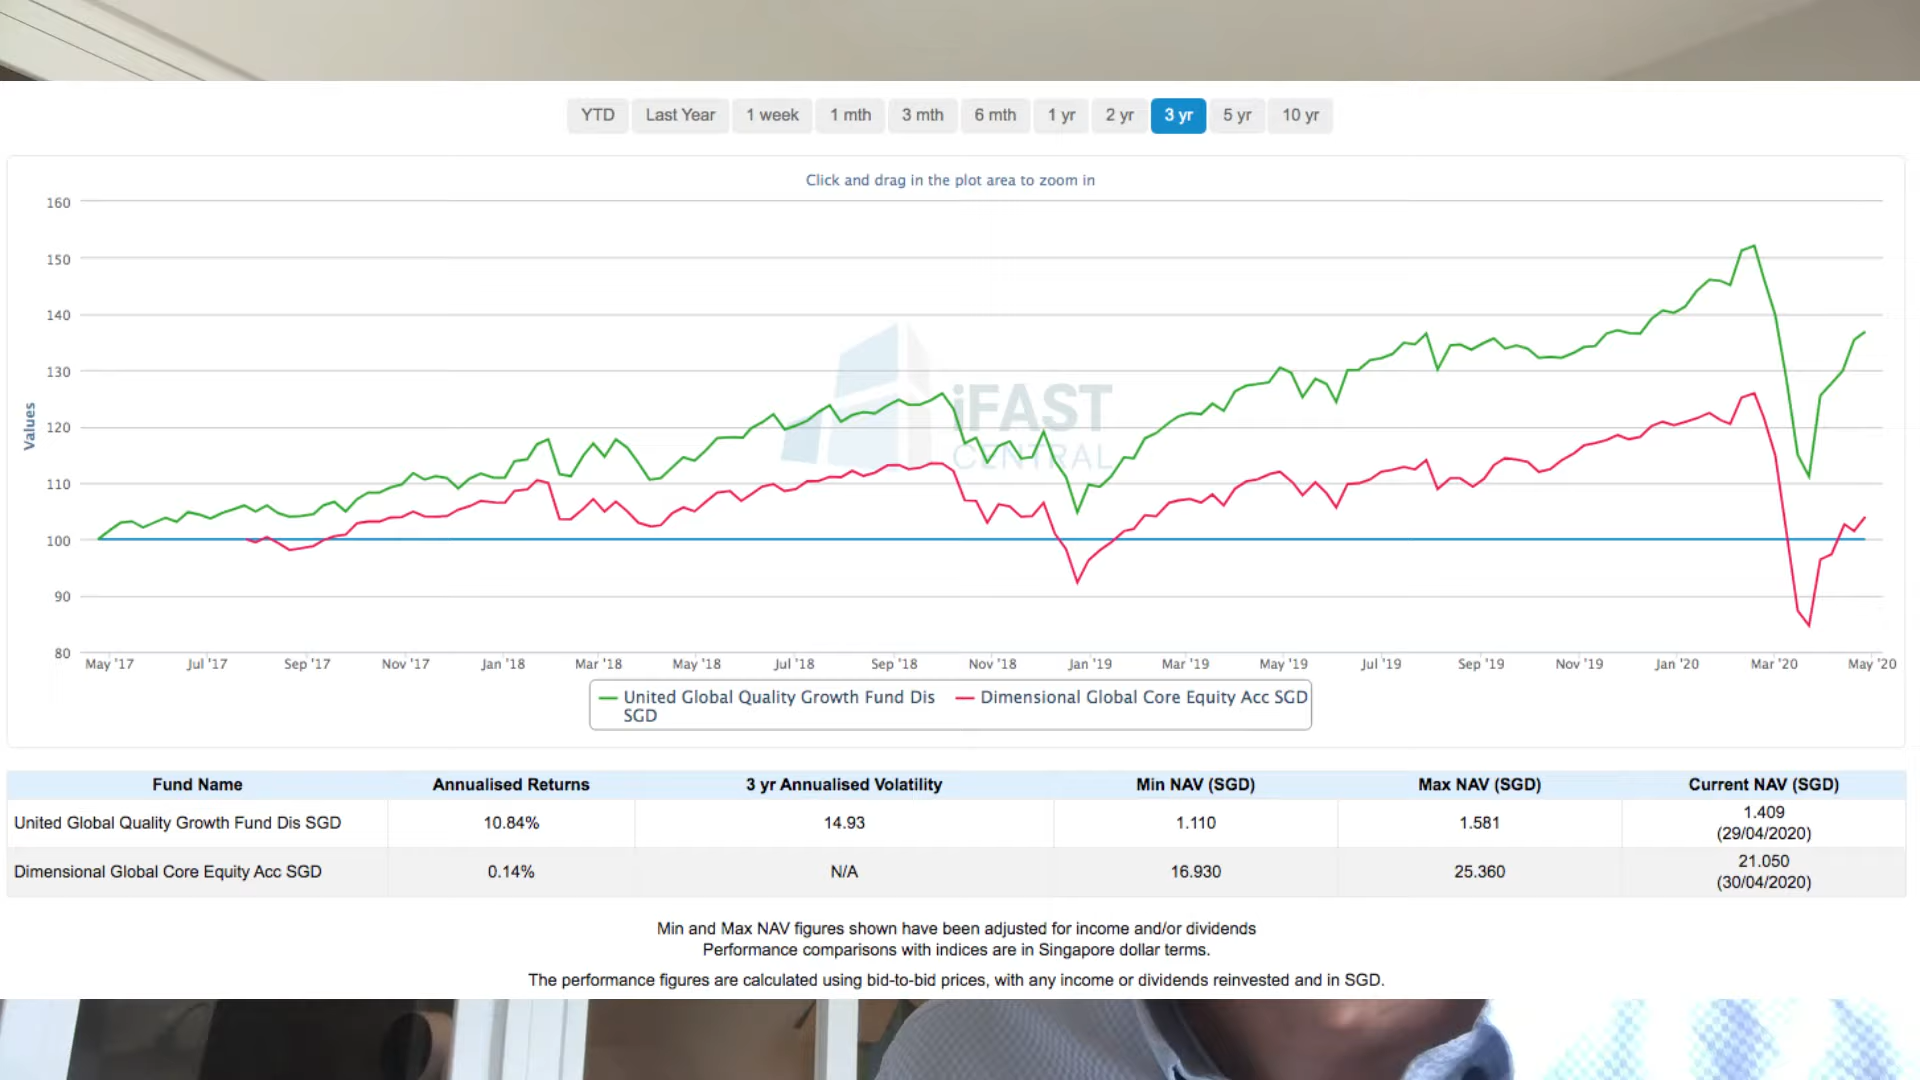 YTD Last Year 1 week 1 mth 3 mth 6 mth 1 yr 2 yr 3 yr 5 yr 10 yr
Click and drag in the plot area to zoom in
160
150
140
130
120
110
100
90
80
Values
iFAST
CENTRAL
May '17 Jul '17 Sep '17 Nov '17 Jan '18 Mar '18 May '18 Jul '18 Sep '18 Nov '18 Jan '19 Mar '19 May '19 Jul '19 Sep '19 Nov '19 Jan '20 Mar '20 May '20
United Global Quality Growth Fund Dis
SGD
Dimensional Global Core Equity Acc SGD
Fund Name Annualised Returns 3 yr Annualised Volatility Min NAV (SGD) Max NAV (SGD) Current NAV (SGD)
United Global Quality Growth Fund Dis SGD 10.84% 14.93 1.110 1.581 1.409
(29/04/2020)
Dimensional Global Core Equity Acc SGD 0.14% N/A 16.930 25.360 21.050
(30/04/2020)
Min and Max NAV figures shown have been adjusted for income and/or dividends
Performance comparisons with indices are in Singapore dollar terms.
The performance figures are calculated using bid-to-bid prices, with any income or dividends reinvested and in SGD.